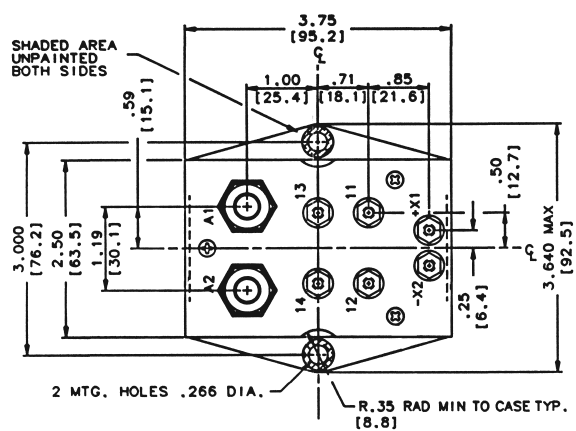 3.75
[95.2]
SHADED AREA
UNPAINTED
BOTH SIDES
℄
1.00
[25.4]
.71
[18.1]
.85
[21.6]
.59
[15.1]
3.000
[76.2]
2.50
[63.5]
1.19
[30.1]
A1
A2
13
11
14
12
+X1
-X2
.50
[12.7]
3.640 MAX
[92.5]
℄
.25
[6.4]
2 MTG. HOLES .266 DIA.
R.35 RAD MIN TO CASE TYP.
[8.8]